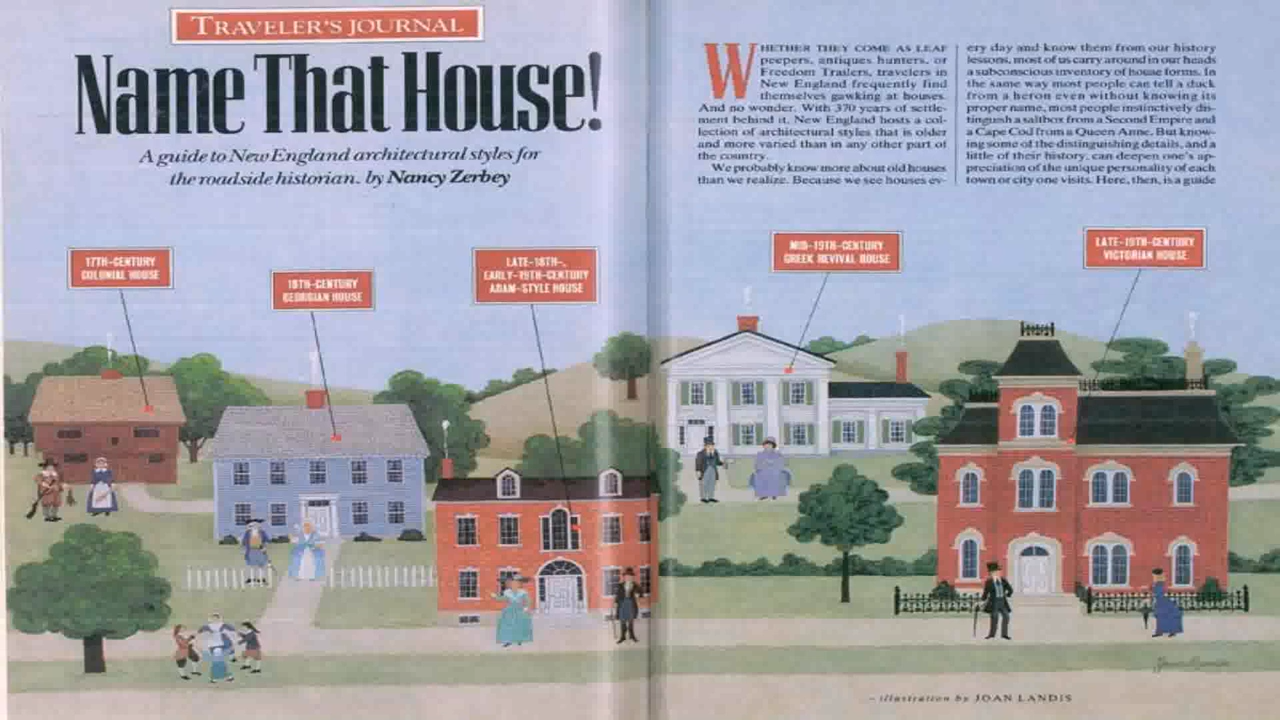 TRAVELER'S JOURNAL
Name That House!
A guide to New England architectural styles for
the roadside historian. by Nancy Zerbey
WHETHER THEY COME AS LEAF
peepers, antiques hunters, or
Freedom Trailers, travelers in
New England frequently find
themselves gawking at houses.
And no wonder. With 370 years of settle-
ment behind it, New England hosts a col-
lection of architectural styles that is older
and more varied than in any other part of
the country.
We probably know more about old houses
than we realize. Because we see houses ev-
ery day and know them from our history
lessons, most of us carry around in our heads
a subconscious inventory of house forms. In
the same way most people can tell a duck
from a heron even without knowing its
proper name, most people instinctively dis-
tinguish a saltbox from a Second Empire and
a Cape Cod from a Queen Anne. But know-
ing some of the distinguishing details, and a
little of their history, can deepen one's ap-
preciation of the unique personality of each
town or city one visits. Here, then, is a guide
17TH-CENTURY
COLONIAL HOUSE
18TH-CENTURY
GEORGIAN HOUSE
LATE-18TH-,
EARLY-19TH-CENTURY
ADAM-STYLE HOUSE
MID-19TH-CENTURY
GREEK REVIVAL HOUSE
LATE-19TH-CENTURY
VICTORIAN HOUSE
– illustration by JOAN LANDIS